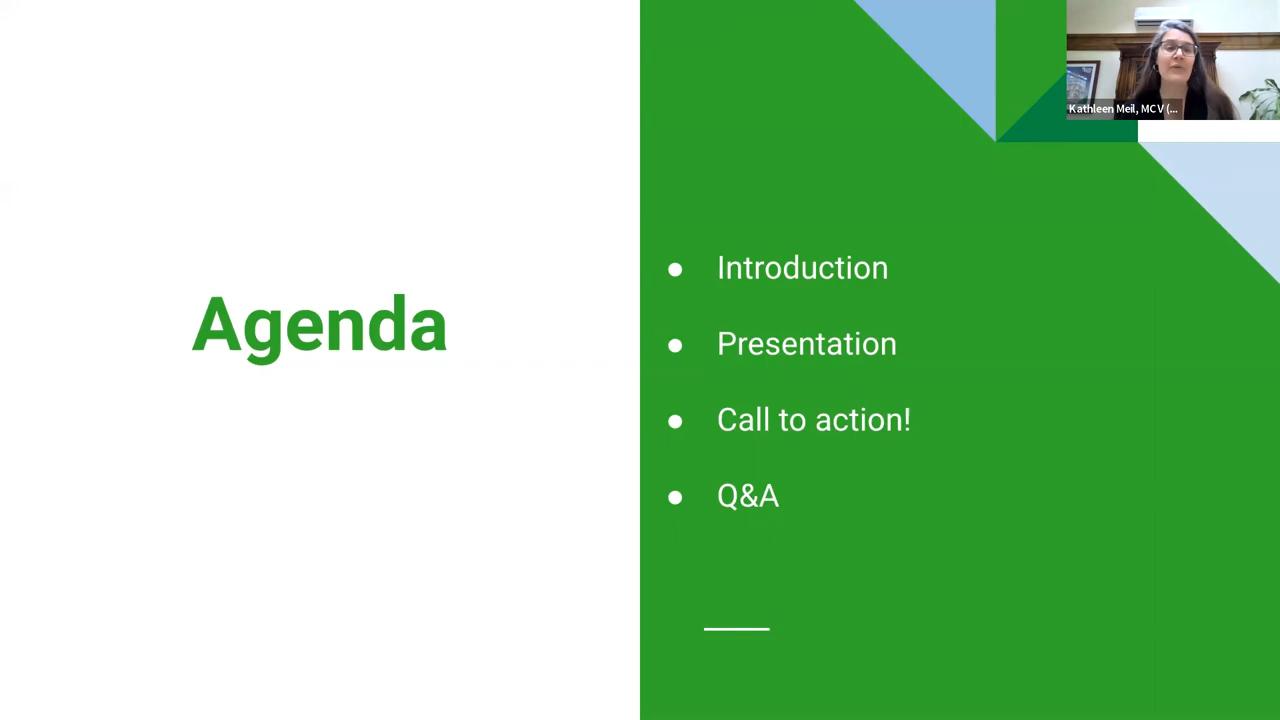 Kathleen Meil, MCV (...
Agenda
Introduction
Presentation
Call to action!
Q&A